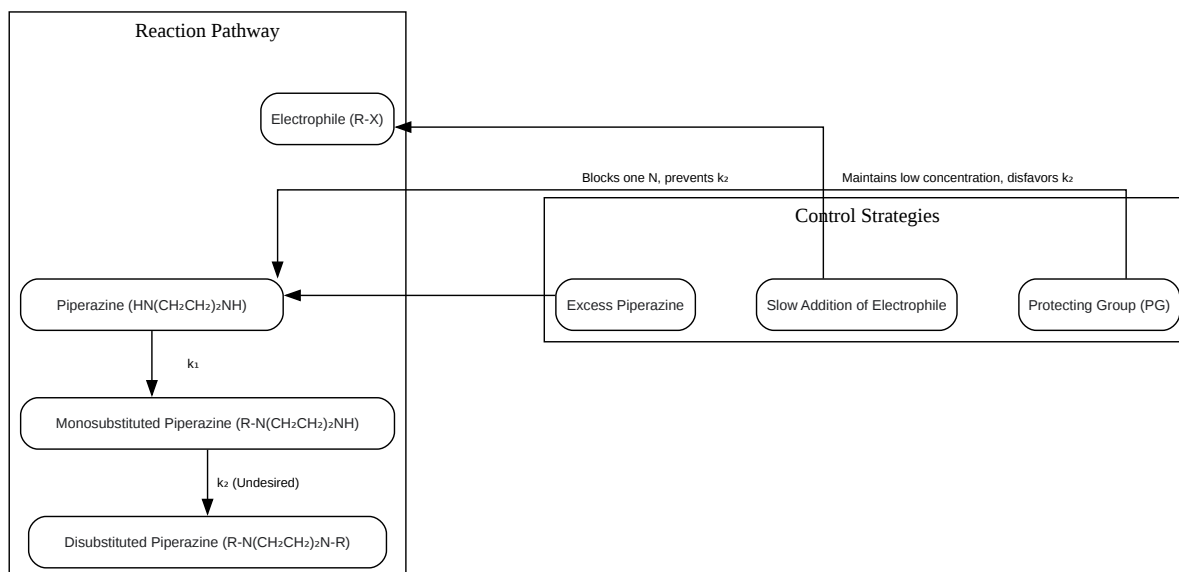 Reaction Pathway
Electrophile (R-X)
Blocks one N, prevents k₂
Maintains low concentration, disfavors k₂
Control Strategies
Piperazine (HN(CH₂CH₂)₂NH)
Excess Piperazine
Slow Addition of Electrophile
Protecting Group (PG)
k₁
Monosubstituted Piperazine (R-N(CH₂CH₂)₂NH)
k₂ (Undesired)
Disubstituted Piperazine (R-N(CH₂CH₂)₂N-R)